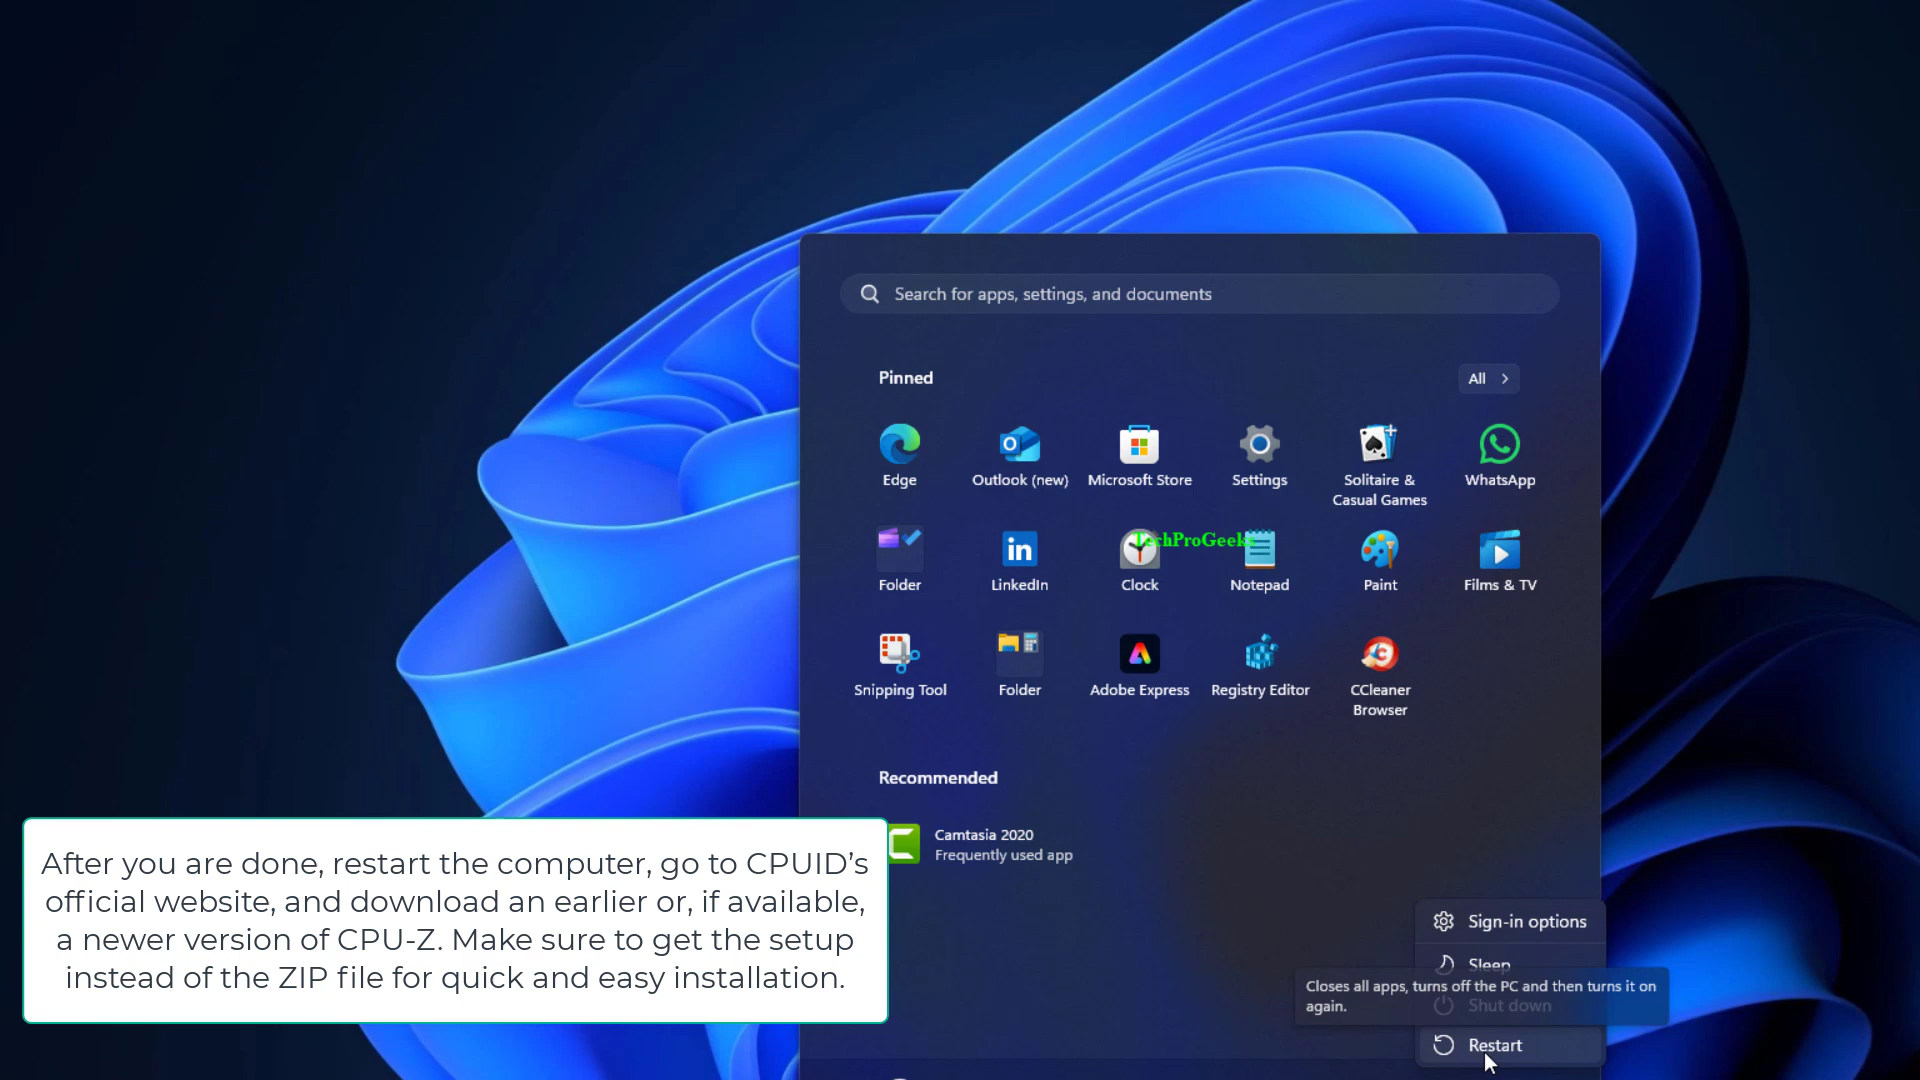 Search for apps, settings, and documents
Pinned
All
Edge
Outlook (new)
Microsoft Store
Settings
Solitaire &
Casual Games
WhatsApp
TechProGeeks
Folder
LinkedIn
Clock
Notepad
Paint
Films & TV
Snipping Tool
Folder
Adobe Express
Registry Editor
CCleaner
Browser
Recommended
Camtasia 2020
Frequently used app
After you are done, restart the computer, go to CPUID’s
official website, and download an earlier or, if available,
a newer version of CPU-Z. Make sure to get the setup
instead of the ZIP file for quick and easy installation.
Sign-in options
Sleep
Closes all apps, turns off the PC and then turns it on
again.
Shut down
Restart